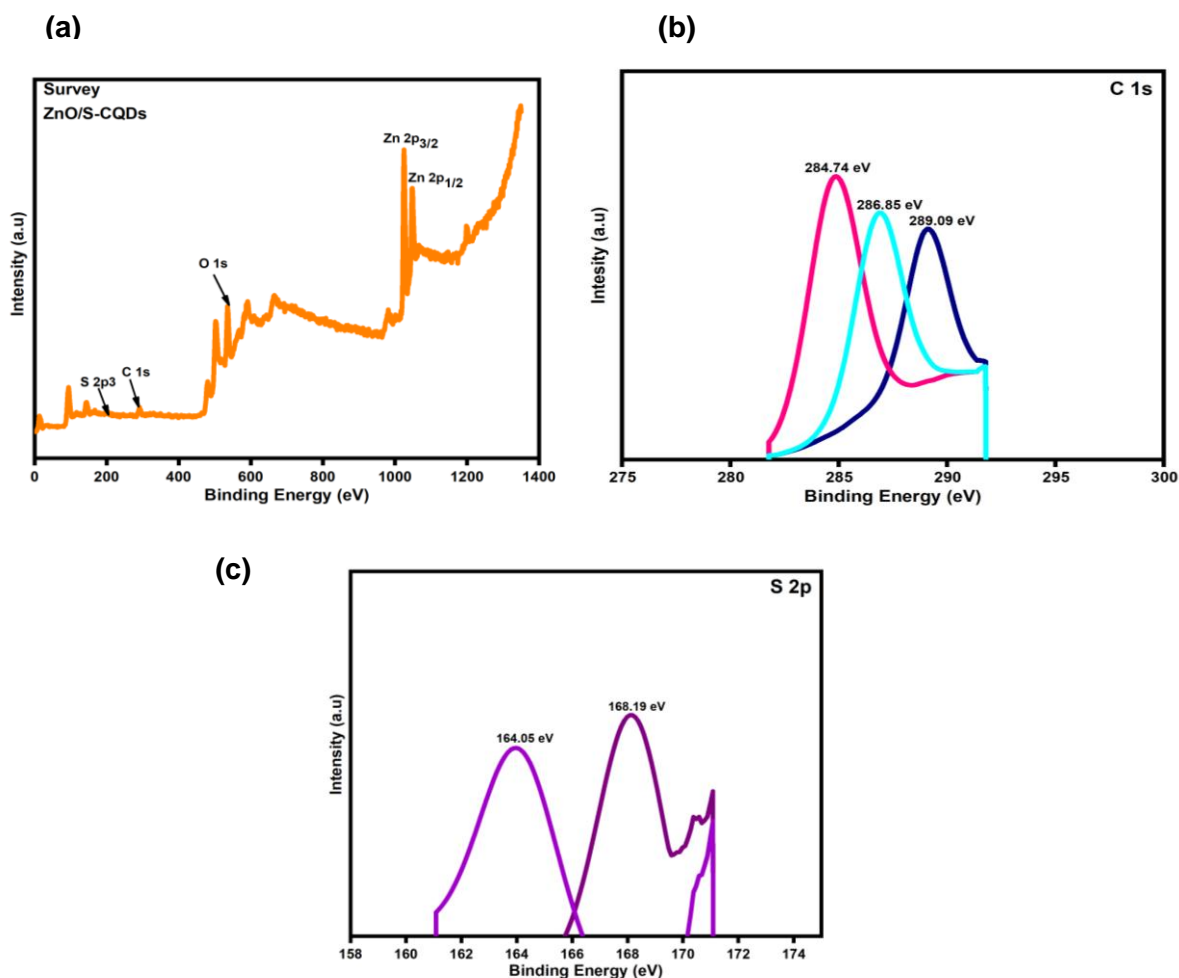 (a)
Survey
ZnO/S-CQDs
Zn 2p3/2
Zn 2p1/2
O 1s
S 2p3
C 1s
Intensity (a.u)
0 200 400 600 800 1000 1200 1400
Binding Energy (eV)
(b)
C 1s
284.74 eV
286.85 eV
289.09 eV
Intesity (a.u)
275 280 285 290 295 300
Binding Energy (eV)
(c)
S 2p
168.19 eV
164.05 eV
Intensity (a.u)
158 160 162 164 166 168 170 172 174
Binding Energy (eV)